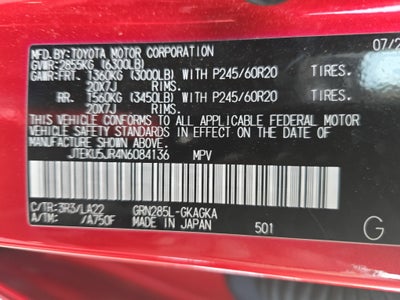 MFD.BY:TOYOTA MOTOR CORPORATION 07/2
GVWR:2855KG (6300LB)
GAWR:FRT. 1360KG (3000LB) WITH P245/60R20 TIRES.
20X7J RIMS.
RR. 1560KG (3450LB) WITH P245/60R20 TIRES.
20X7J RIMS.
THIS VEHICLE CONFORMS TO ALL APPLICABLE FEDERAL MOTOR
VEHICLE SAFETY STANDARDS IN EFFECT ON THE DATE OF
MANUFACTURE SHOWN ABOVE.
JTEKU5JR4N6084136 MPV
C/TR:3R3/LA22 GRN285L-GKAGKA
A/TM: /A750F MADE IN JAPAN 501 G